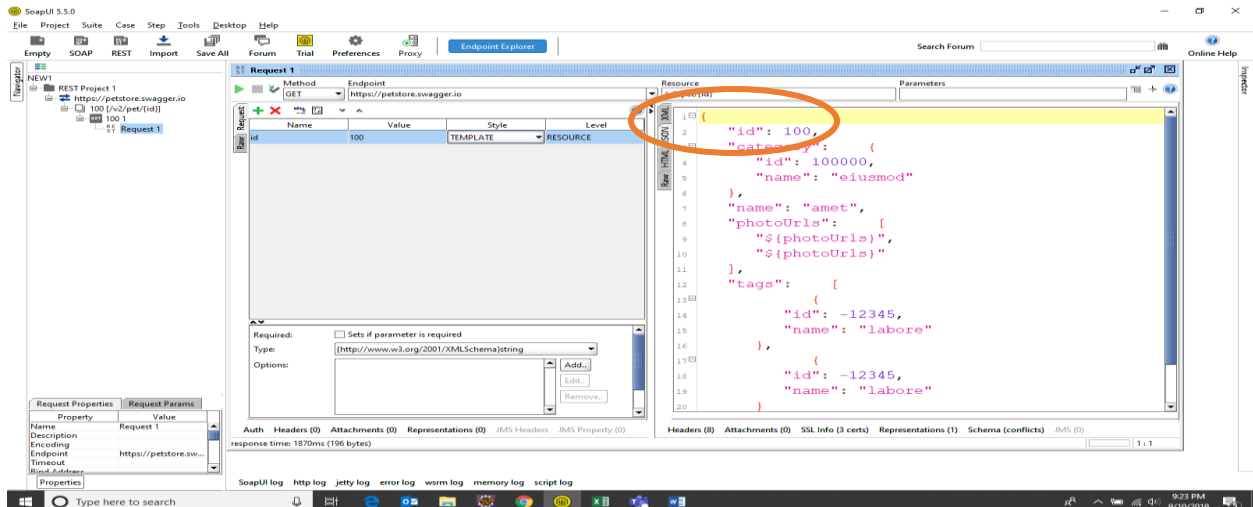 SoapUI 5.5.0
File Project Suite Case Step Tools Desktop Help
Empty SOAP REST Import Save All Forum Trial Preferences Proxy Endpoint Explorer Search Forum Online Help
Navigator
NEW1
REST Project 1
https://petstore.swagger.io
100 [/v2/pet/{id}]
100 1
Request 1
Request Properties Request Params
Property Value
Name Request 1
Description
Encoding
Endpoint https://petstore.sw...
Timeout
Bind Address
Properties
Request 1
Method Endpoint Resource Parameters
GET https://petstore.swagger.io
Request
Raw
Name Value Style Level
id 100 TEMPLATE RESOURCE
Required: Sets if parameter is required
Type: {http://www.w3.org/2001/XMLSchema}string
Options: Add..
Edit..
Remove..
Auth Headers (0) Attachments (0) Representations (0) JMS Headers JMS Property (0)
response time: 1870ms (196 bytes)
XML
JSON
HTML
Raw
1 {
2 "id": 100,
"category": {
4 "id": 100000,
5 "name": "eiusmod"
6 },
7 "name": "amet",
8 "photoUrls": [
9 "${photoUrls}",
10 "${photoUrls}"
11 ],
12 "tags": [
13 {
14 "id": -12345,
15 "name": "labore"
16 },
17 {
18 "id": -12345,
19 "name": "labore"
20 }
Headers (8) Attachments (0) SSL Info (3 certs) Representations (1) Schema (conflicts) JMS (0)
1 : 1
Inspector
SoapUI log http log jetty log error log wsrm log memory log script log
Type here to search
9:23 PM
9/10/2019